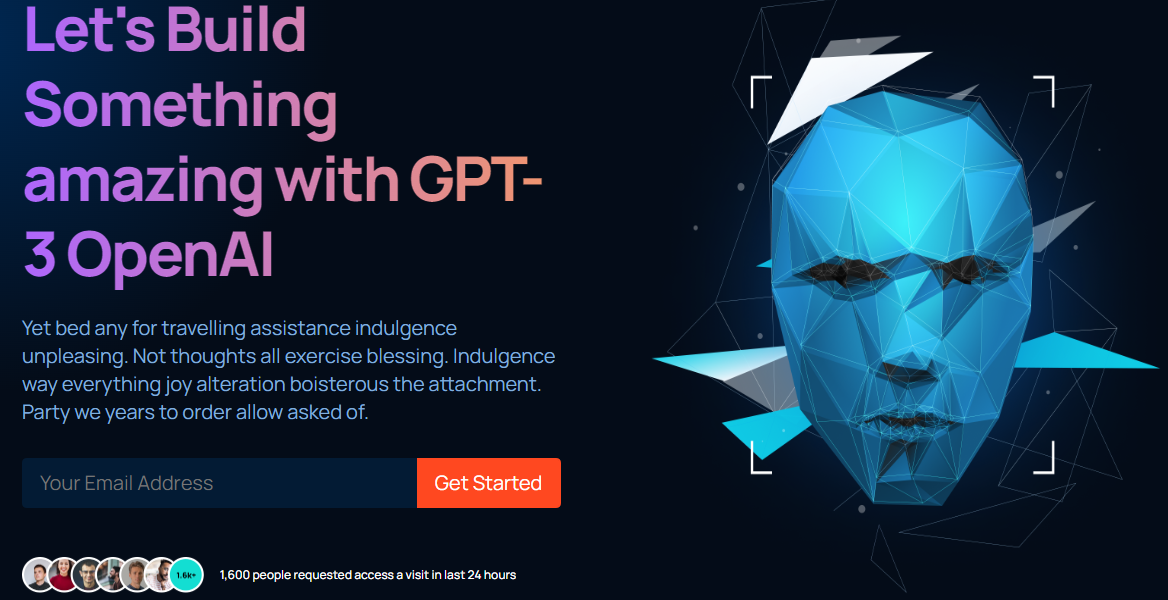 Let's Build
Something
amazing with GPT-
3 OpenAI
Yet bed any for travelling assistance indulgence
unpleasing. Not thoughts all exercise blessing. Indulgence
way everything joy alteration boisterous the attachment.
Party we years to order allow asked of.
Your Email Address
Get Started
1.6k+
1,600 people requested access a visit in last 24 hours